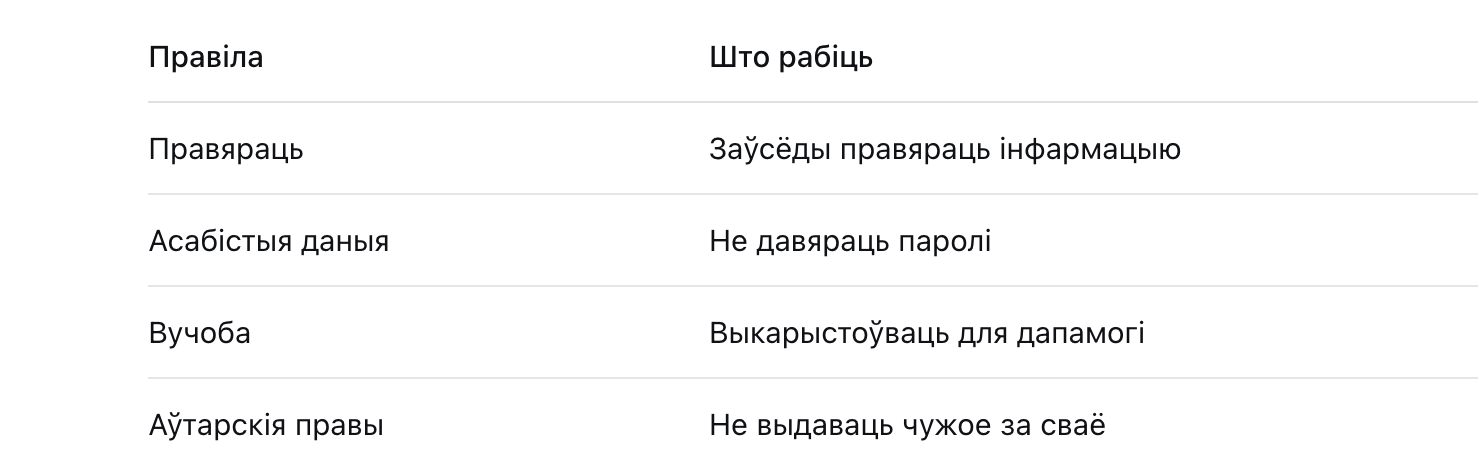 Правіла Што рабіць
Правяраць Заўсёды правяраць інфармацыю
Асабістыя даныя Не давяраць паролі
Вучоба Выкарыстоўваць для дапамогі
Аўтарскія правы Не выдаваць чужое за сваё